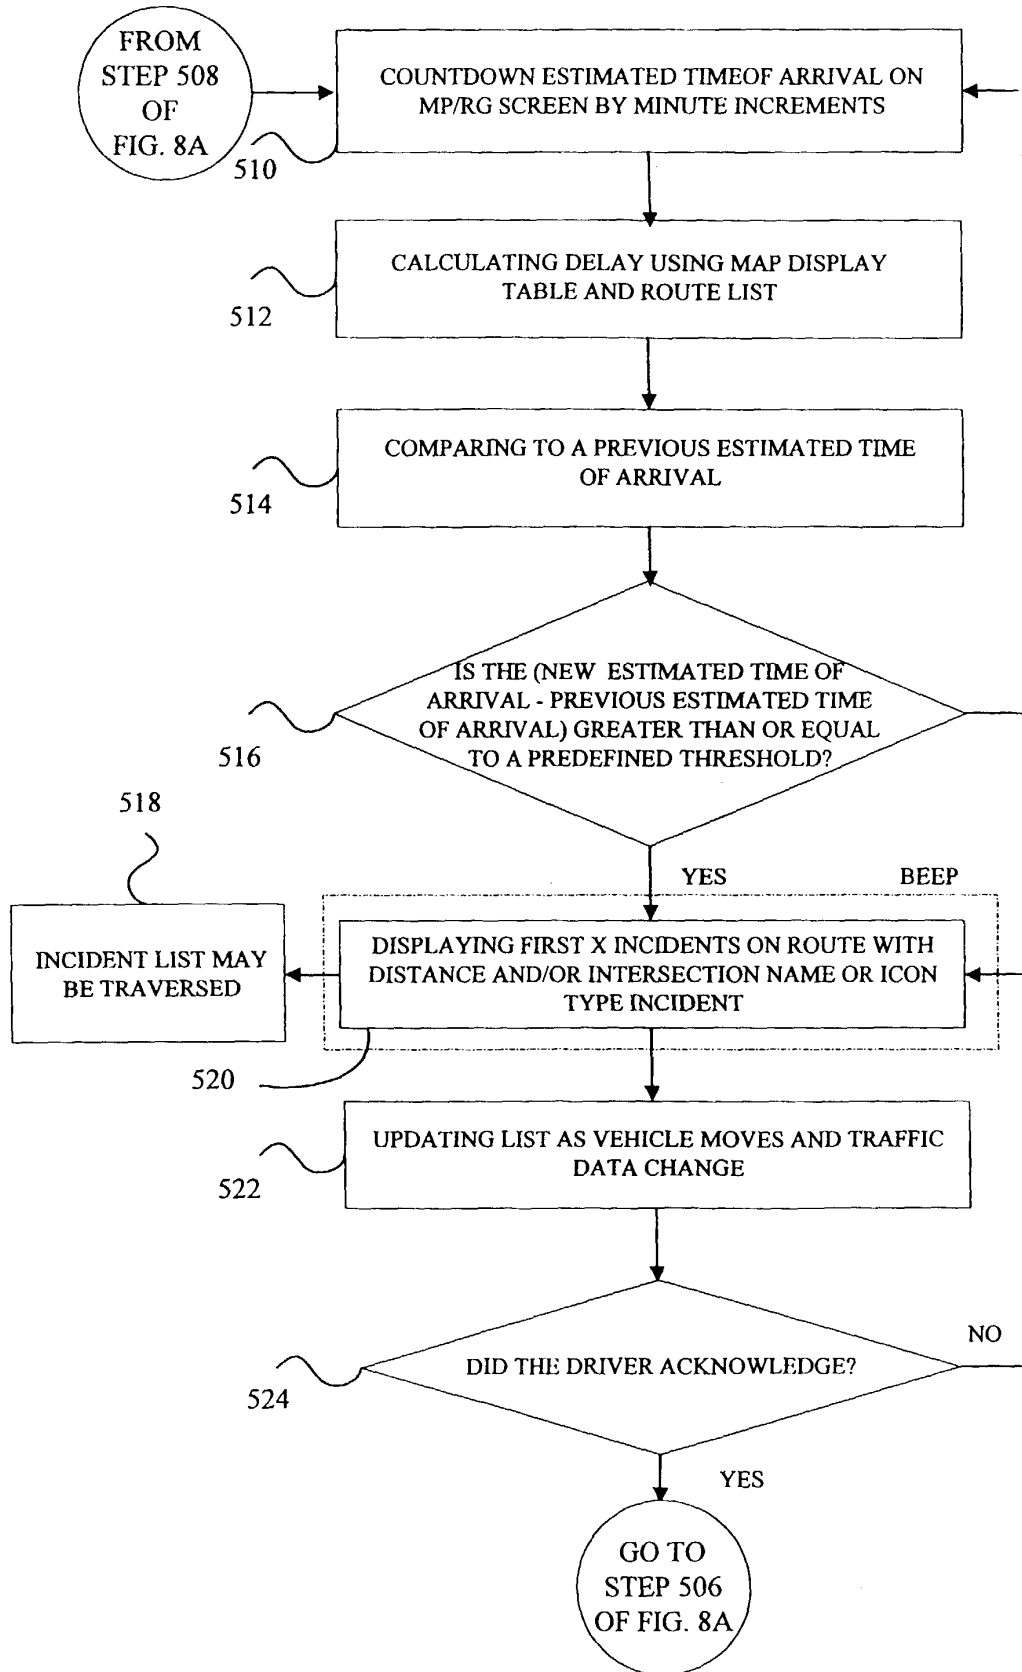 FROM
STEP 508
OF
FIG. 8A
COUNTDOWN ESTIMATED TIMEOF ARRIVAL ON
MP/RG SCREEN BY MINUTE INCREMENTS
510
CALCULATING DELAY USING MAP DISPLAY
TABLE AND ROUTE LIST
512
COMPARING TO A PREVIOUS ESTIMATED TIME
OF ARRIVAL
514
IS THE (NEW ESTIMATED TIME OF
ARRIVAL - PREVIOUS ESTIMATED TIME
OF ARRIVAL) GREATER THAN OR EQUAL
TO A PREDEFINED THRESHOLD?
516
518
YES
BEEP
INCIDENT LIST MAY
BE TRAVERSED
DISPLAYING FIRST X INCIDENTS ON ROUTE WITH
DISTANCE AND/OR INTERSECTION NAME OR ICON
TYPE INCIDENT
520
UPDATING LIST AS VEHICLE MOVES AND TRAFFIC
DATA CHANGE
522
NO
DID THE DRIVER ACKNOWLEDGE?
524
YES
GO TO
STEP 506
OF FIG. 8A